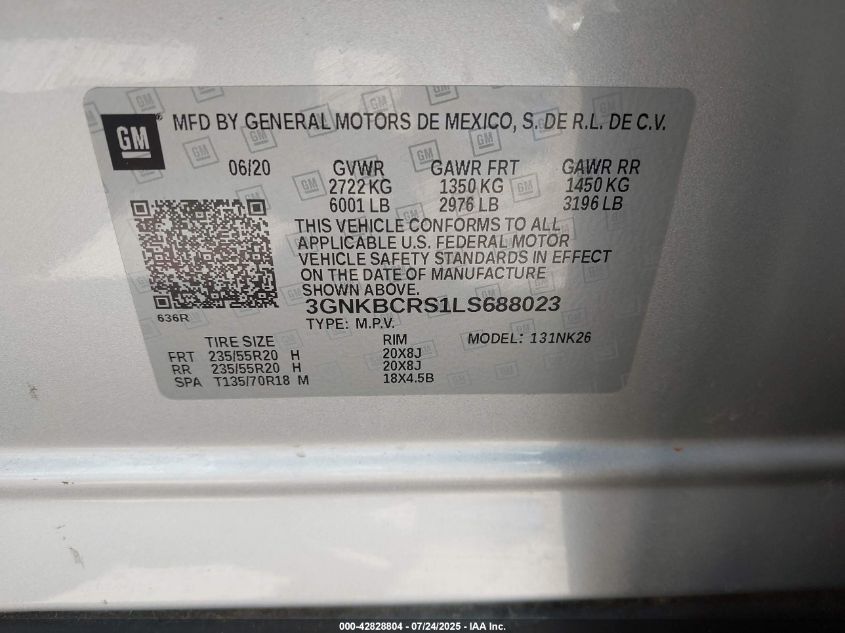 GM
MFD BY GENERAL MOTORS DE MEXICO, S. DE R.L. DE C.V.
06/20 GVWR GAWR FRT GAWR RR
2722 KG 1350 KG 1450 KG
6001 LB 2976 LB 3196 LB
THIS VEHICLE CONFORMS TO ALL
APPLICABLE U.S. FEDERAL MOTOR
VEHICLE SAFETY STANDARDS IN EFFECT
ON THE DATE OF MANUFACTURE
SHOWN ABOVE.
3GNKBCRS1LS688023
636R
TYPE: M.P.V.
TIRE SIZE RIM MODEL: 131NK26
FRT 235/55R20 H 20X8J
RR 235/55R20 H 20X8J
SPA T135/70R18 M 18X4.5B
000-42828804 - 07/24/2025 - IAA Inc.